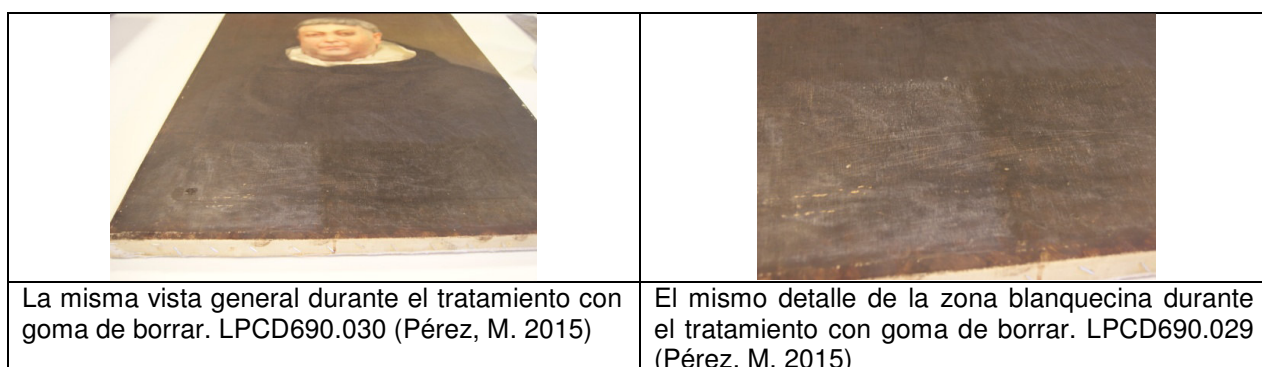 La misma vista general durante el tratamiento con
goma de borrar. LPCD690.030 (Pérez, M. 2015)
El mismo detalle de la zona blanquecina durante
el tratamiento con goma de borrar. LPCD690.029
(Pérez, M. 2015)